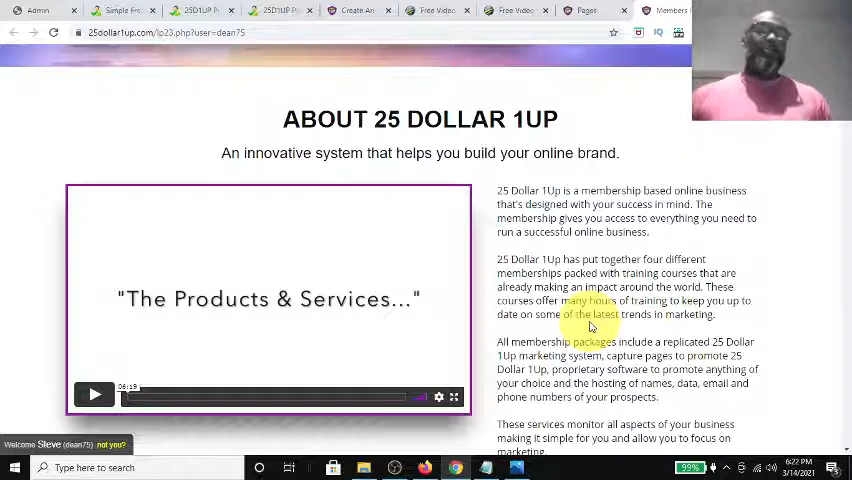 Admin
Simple Fre
25D1UP P
25D1UP P
Create An
Free Video
Free Video
Pages
Members
25dollar1up.com/lp23.php?user=dean75
ABOUT 25 DOLLAR 1UP
An innovative system that helps you build your online brand.
"The Products & Services..."
06:19
25 Dollar 1Up is a membership based online business
that's designed with your success in mind. The
membership gives you access to everything you need to
run a successful online business.
25 Dollar 1Up has put together four different
memberships packed with training courses that are
already making an impact around the world. These
courses offer many hours of training to keep you up to
date on some of the latest trends in marketing.
All membership packages include a replicated 25 Dollar
1Up marketing system, capture pages to promote 25
Dollar 1Up, proprietary software to promote anything of
your choice and the hosting of names, data, email and
phone numbers of your prospects.
These services monitor all aspects of your business
making it simple for you and allow you to focus on
marketing.
Welcome Steve (dean75) not you?
Type here to search
99%
6:22 PM
3/14/2021